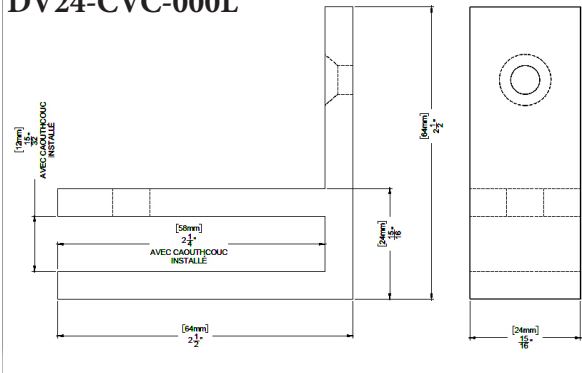 DV24-CVC-000L
[12mm]
15"
32
AVEC CAOUTHCOUC
INSTALLÉ
[58mm]
2 1/4"
AVEC CAOUTHCOUC
INSTALLÉ
[64mm]
2 1/2"
[24mm]
15"
16
[64mm]
2 1/2"
[24mm]
15"
16